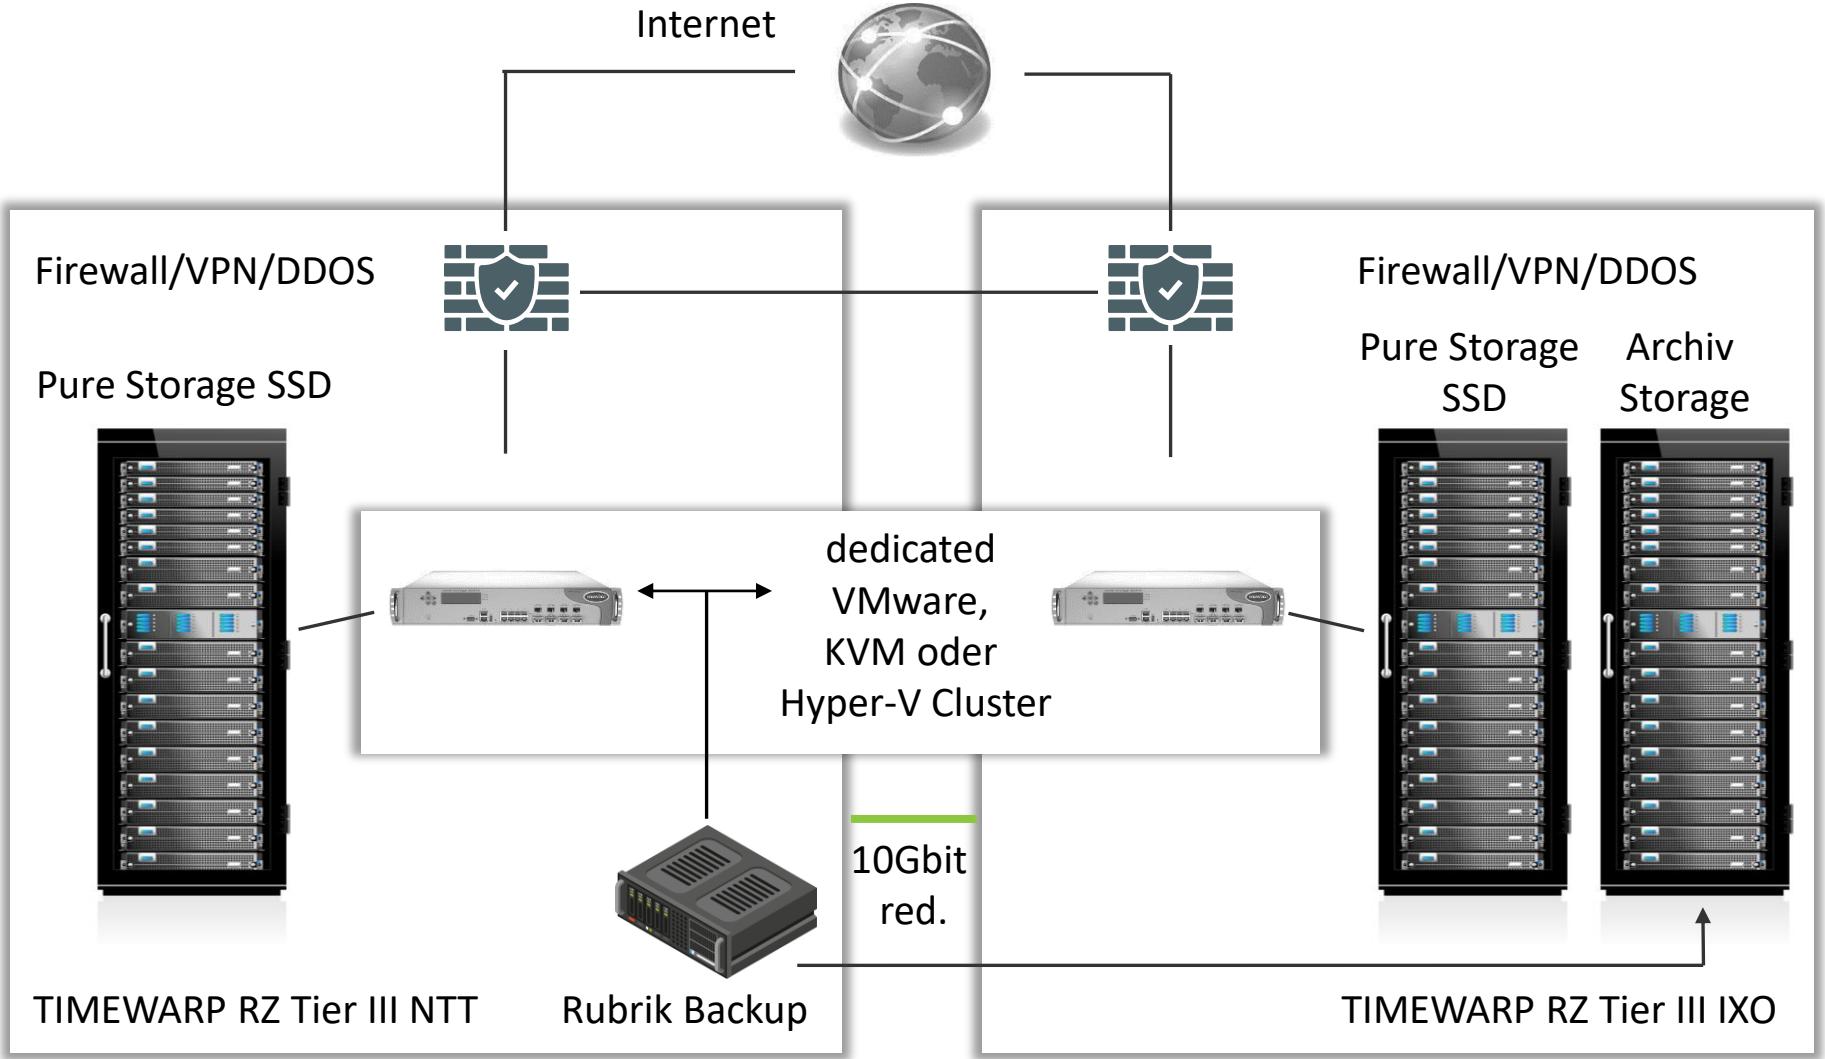 Internet
Firewall/VPN/DDOS
Firewall/VPN/DDOS
Pure Storage SSD
Pure Storage
SSD
Archiv
Storage
dedicated
VMware,
KVM oder
Hyper-V Cluster
10Gbit
red.
TIMEWARP RZ Tier III NTT
Rubrik Backup
TIMEWARP RZ Tier III IXO